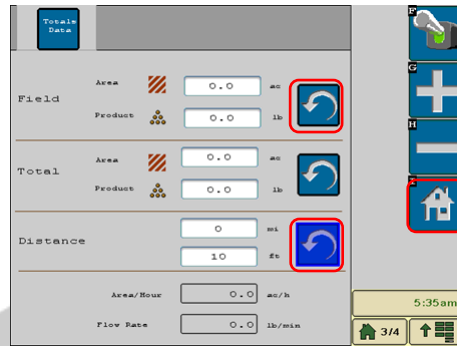 Totals
Data
F
Area 0.0 ac
G
Field
Product 0.0 lb
H
Area 0.0 ac
Total
Product 0.0 lb
I
0 mi
Distance
10 ft
Area/Hour 0.0 ac/h
5:35am
Flow Rate 0.0 lb/min
3/4